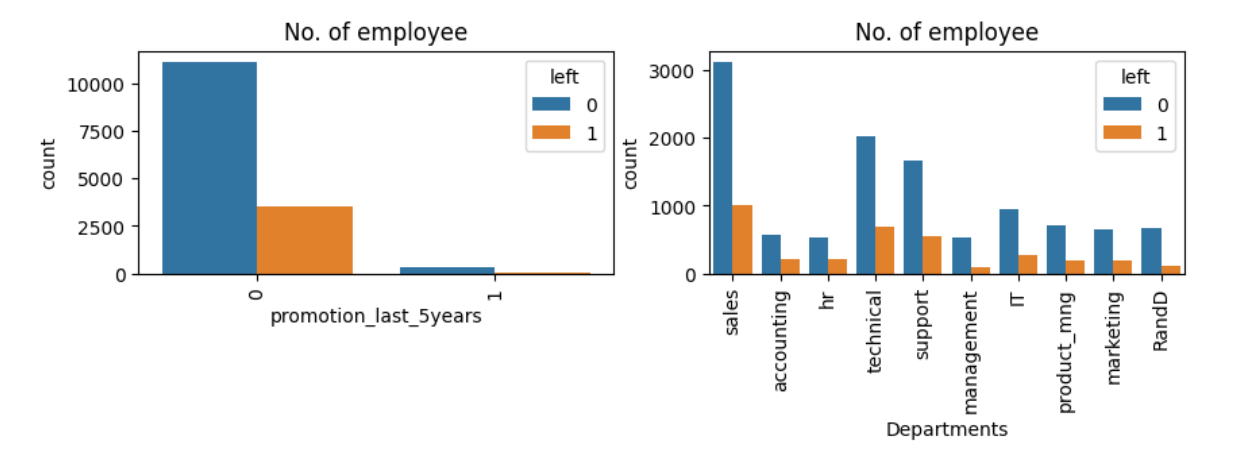 No. of employee
10000
7500
5000
2500
0
count
left
0
1
0
1
promotion_last_5years
No. of employee
3000
2000
1000
0
count
left
0
1
sales
accounting
hr
technical
support
management
IT
product_mng
marketing
RandD
Departments